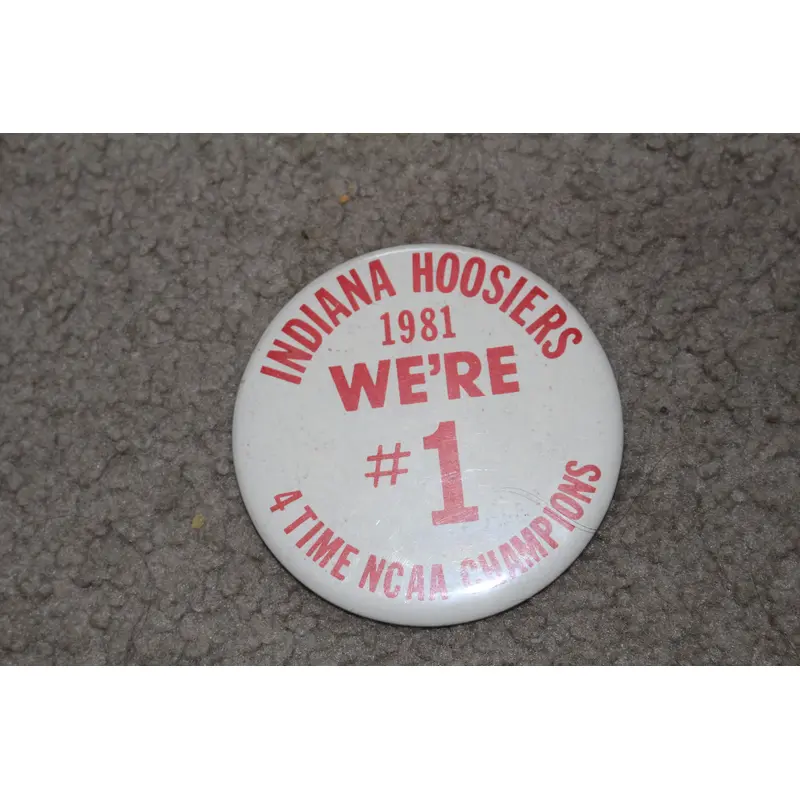 INDIANA HOOSIERS
1981
WE'RE
#1
4 TIME NCAA CHAMPIONS